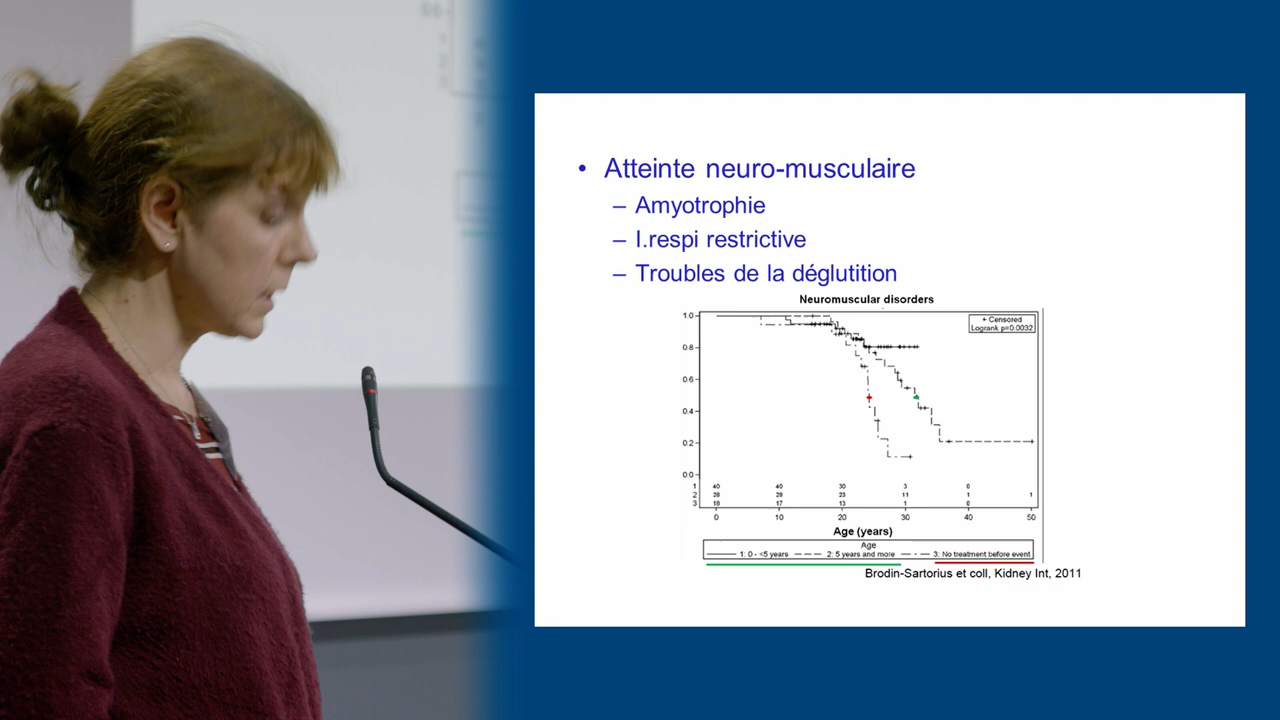 • Atteinte neuro-musculaire
– Amyotrophie
– I.respi restrictive
– Troubles de la déglutition
Neuromuscular disorders
+ Censored
Logrank p=0.0032
1.0
0.8
0.6
0.4
0.2
0.0
1 40 40 30 3 0
2 28 28 23 11 1 1
3 18 17 13 1 0
0 10 20 30 40 50
Age (years)
Age
1: 0 - <5 years 2: 5 years and more 3: No treatment before event
Brodin-Sartorius et coll, Kidney Int, 2011